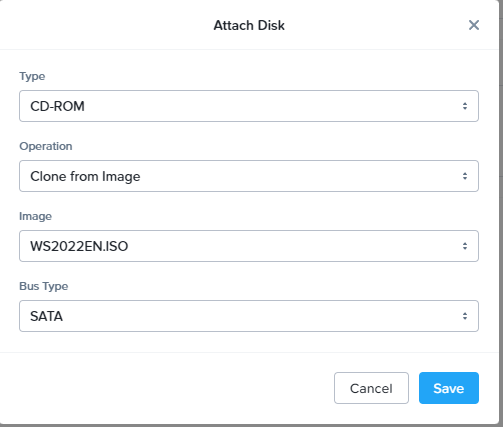 Attach Disk
Type
CD-ROM
Operation
Clone from Image
Image
WS2022EN.ISO
Bus Type
SATA
Cancel
Save